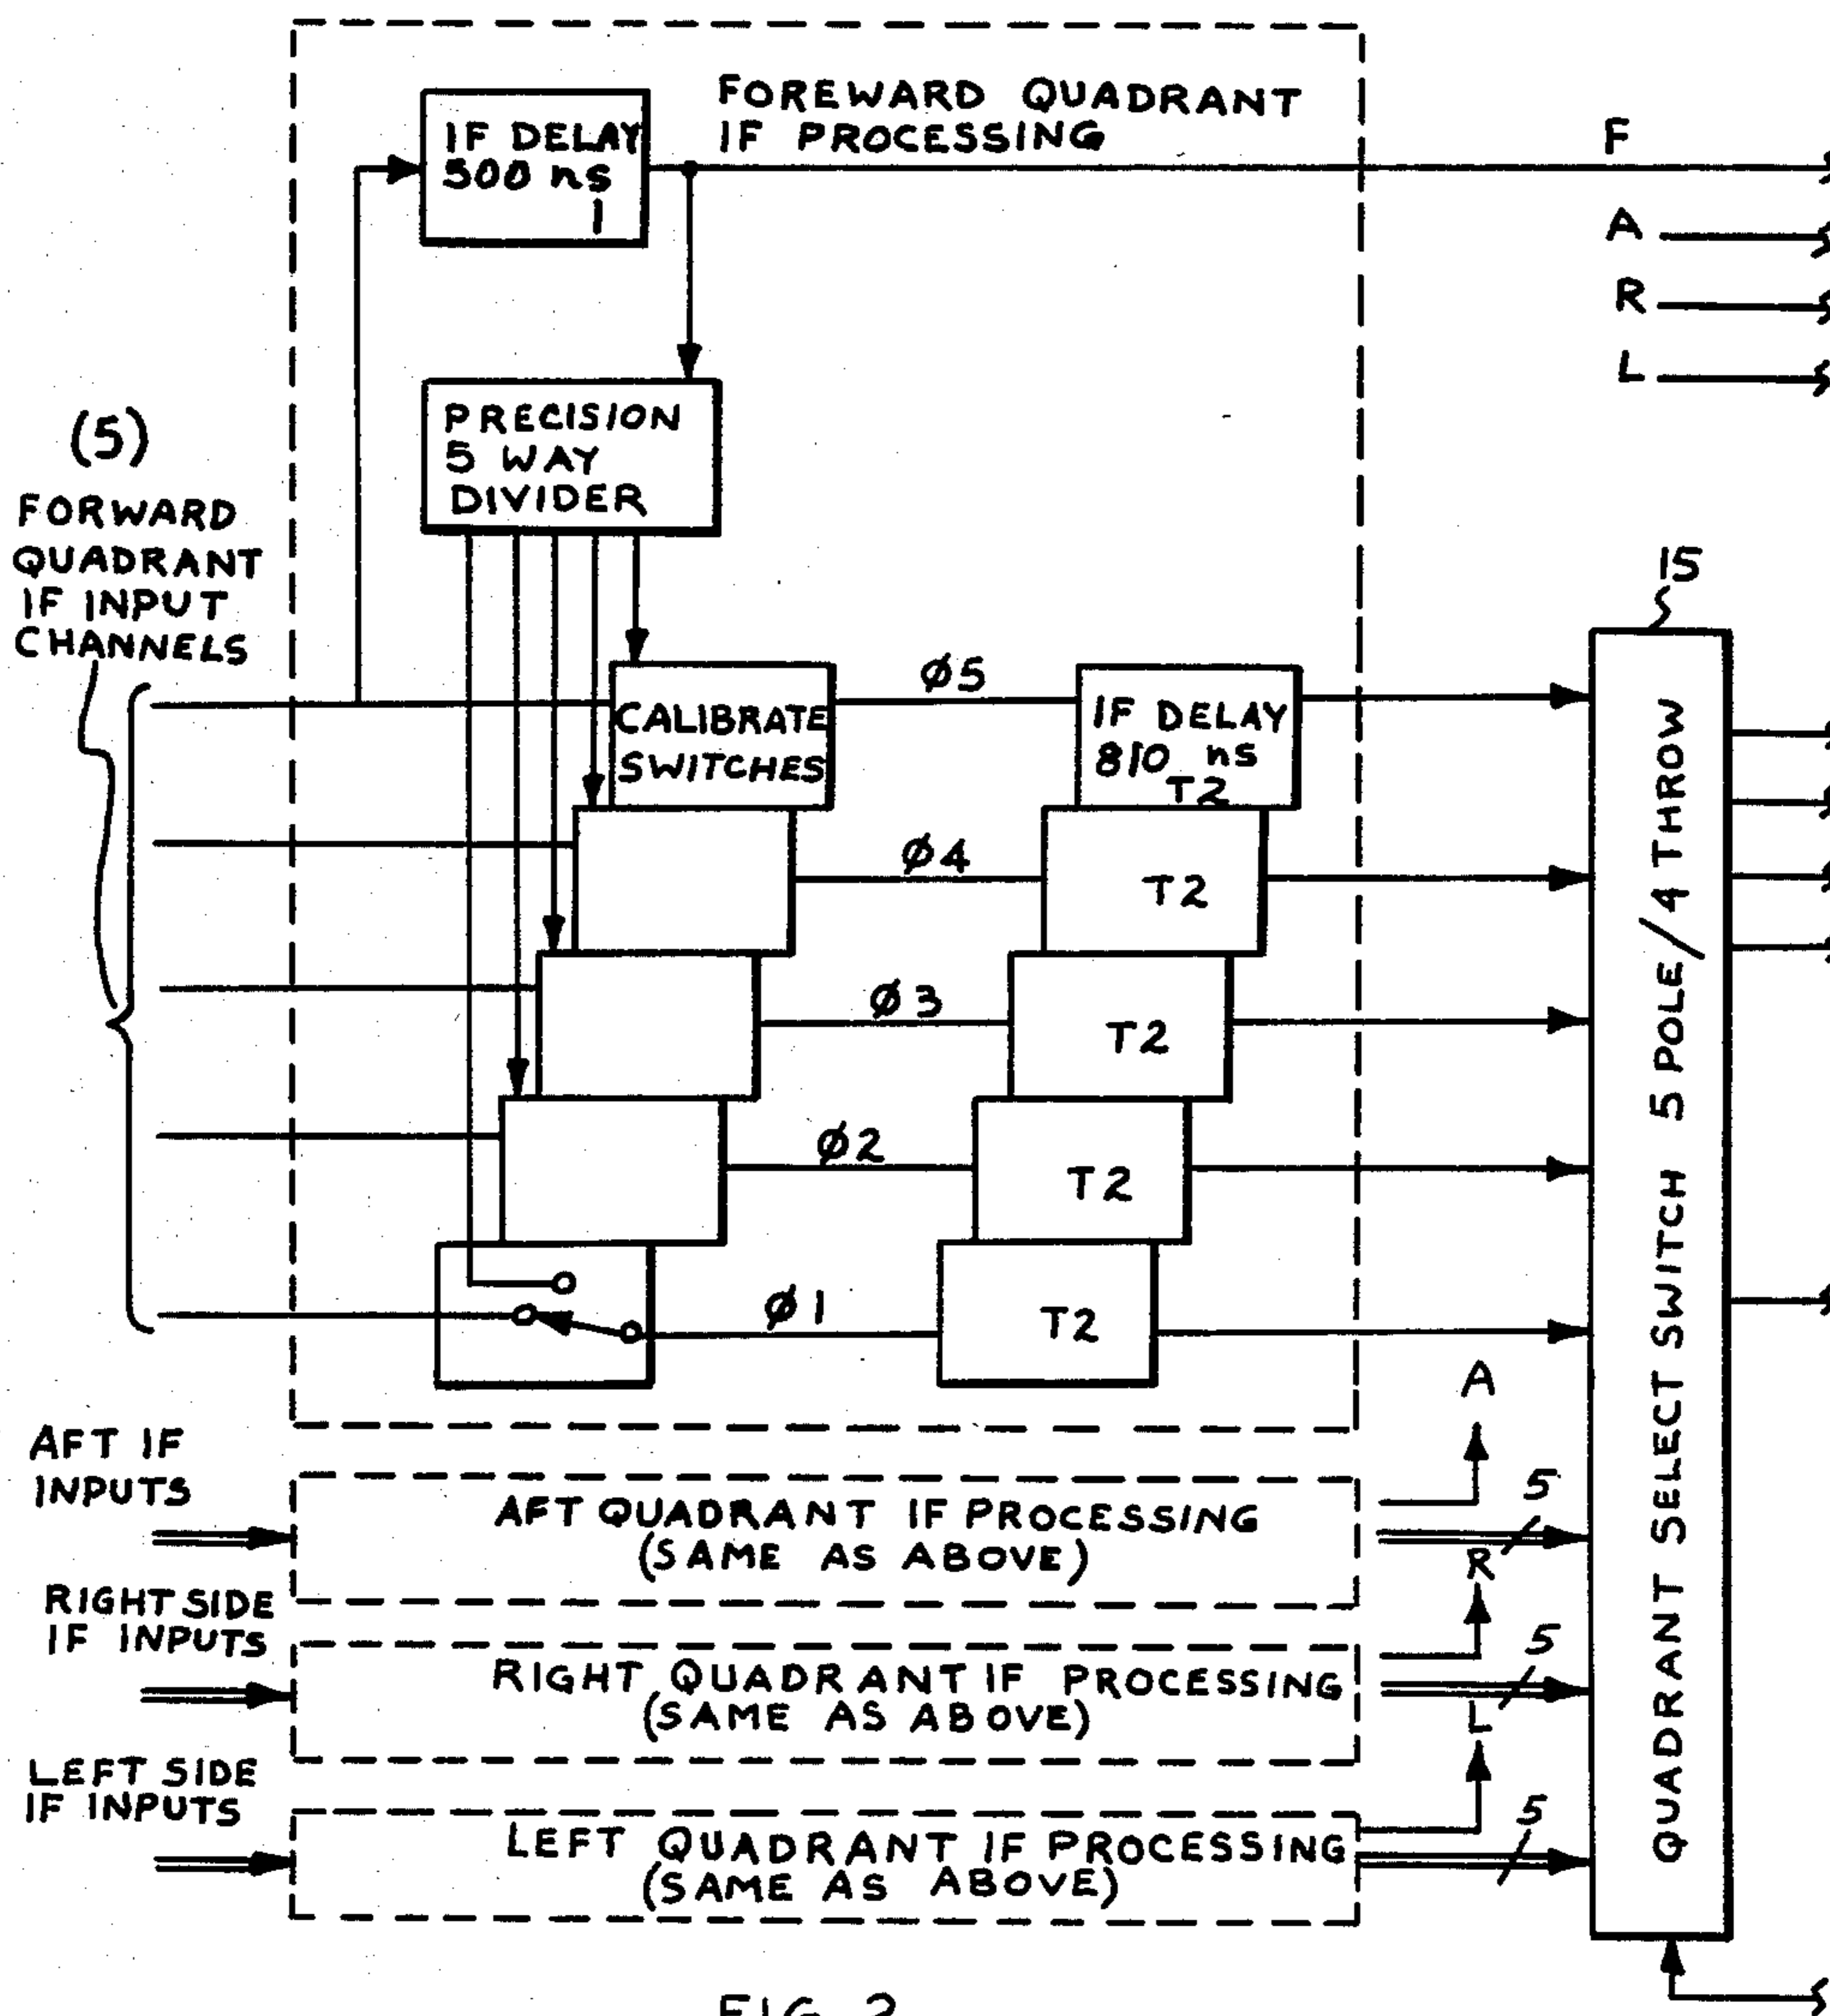 IF DELAY
500 ns
1
FOREWARD QUADRANT
IF PROCESSING
F
A
R
L
PRECISION
5 WAY
DIVIDER
(5)
FORWARD
QUADRANT
IF INPUT
CHANNELS
15
CALIBRATE
SWITCHES
Ø5
IF DELAY
810 ns
T2
Ø4
T2
Ø3
T2
Ø2
T2
Ø1
T2
QUADRANT SELECT SWITCH 5 POLE/4 THROW
AFT IF
INPUTS
AFT QUADRANT IF PROCESSING
(SAME AS ABOVE)
A
5
RIGHT SIDE
IF INPUTS
RIGHT QUADRANT IF PROCESSING
(SAME AS ABOVE)
R
5
LEFT SIDE
IF INPUTS
LEFT QUADRANT IF PROCESSING
(SAME AS ABOVE)
L
5